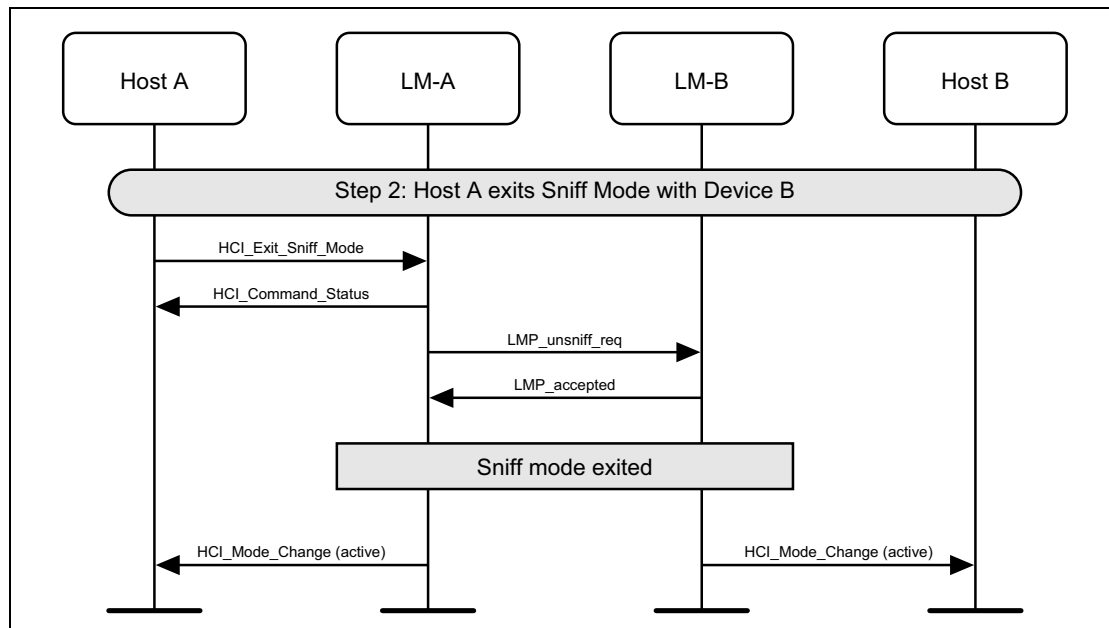 Host A
LM-A
LM-B
Host B
Step 2: Host A exits Sniff Mode with Device B
HCI_Exit_Sniff_Mode
HCI_Command_Status
LMP_unsniff_req
LMP_accepted
Sniff mode exited
HCI_Mode_Change (active)
HCI_Mode_Change (active)